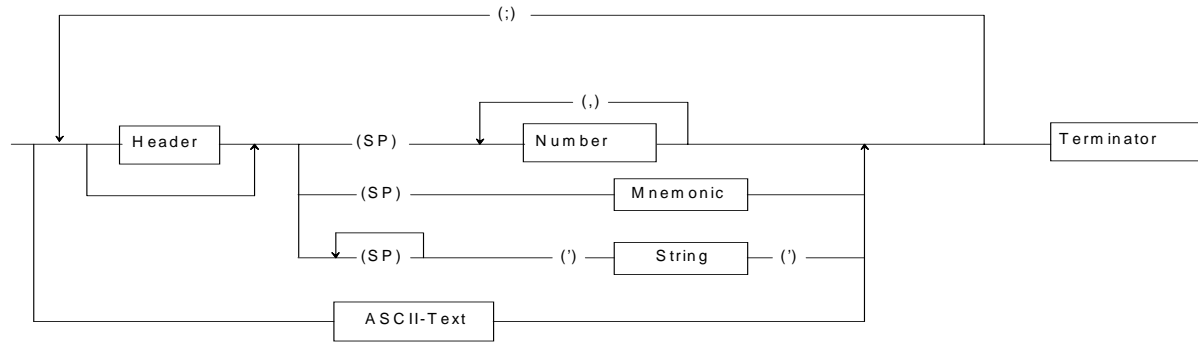 (;)
(,)
Header (SP) Number Terminator
(SP) Mnemonic
(SP) (') String (')
ASCII-Text